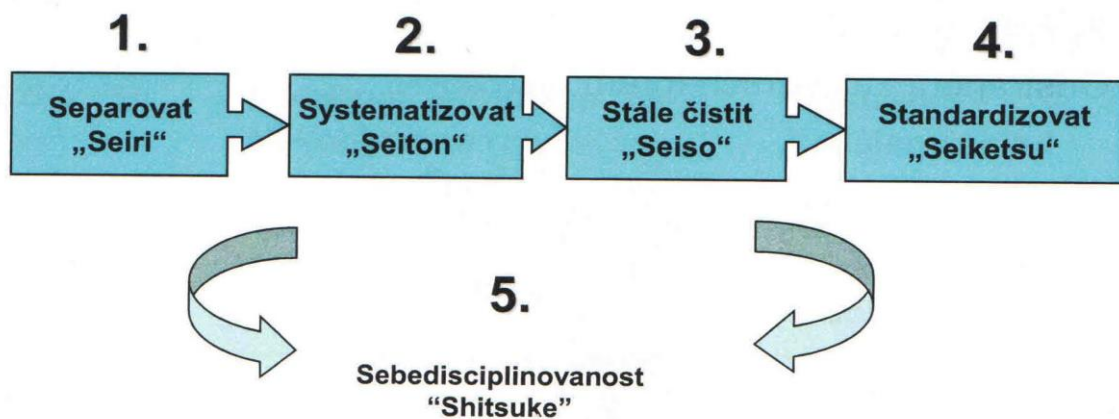 1.
Separovat
„Seiri“
2.
Systematizovat
„Seiton“
3.
Stále čistit
„Seiso“
4.
Standardizovat
„Seiketsu“
5.
Sebedisciplinovanost
“Shitsuke”